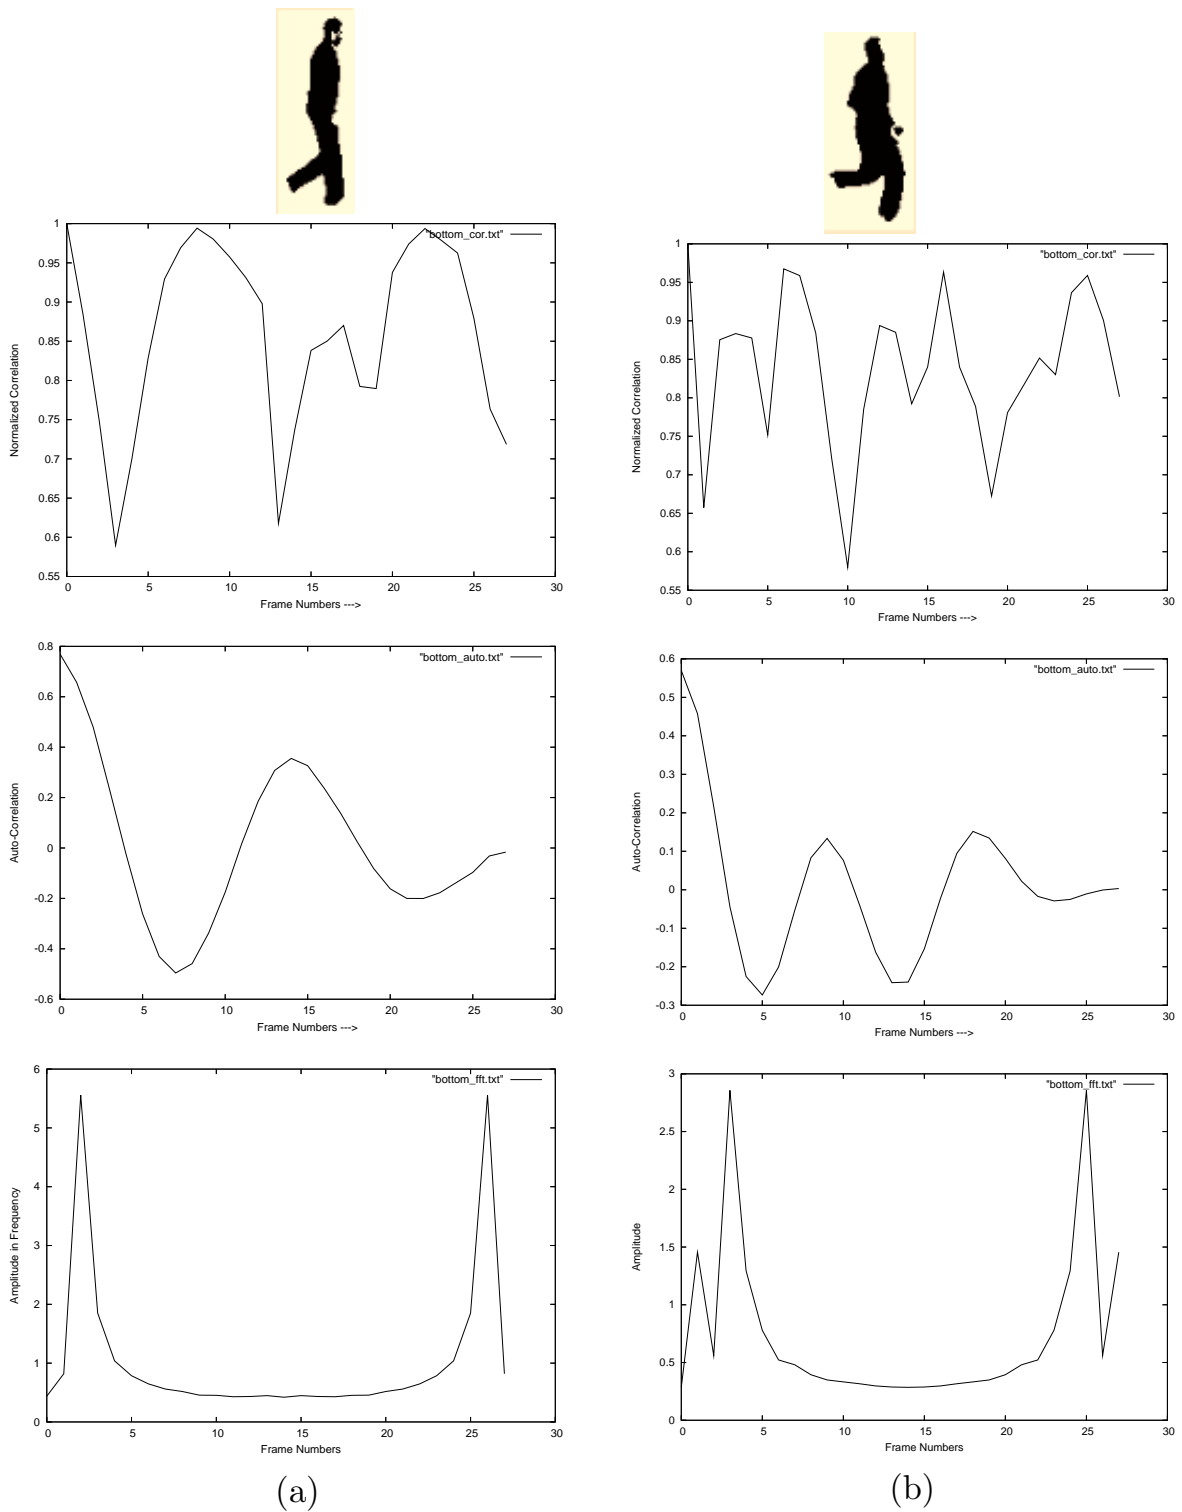 1
0.95
0.9
0.85
0.8
0.75
0.7
0.65
0.6
0.55
Normalized Correlation
"bottom_cor.txt"
0 5 10 15 20 25 30
Frame Numbers --->
1
0.95
0.9
0.85
0.8
0.75
0.7
0.65
0.6
0.55
Normalized Correlation
"bottom_cor.txt"
0 5 10 15 20 25 30
Frame Numbers --->
0.8
0.6
0.4
0.2
0
-0.2
-0.4
-0.6
Auto-Correlation
"bottom_auto.txt"
0 5 10 15 20 25 30
Frame Numbers --->
0.6
0.5
0.4
0.3
0.2
0.1
0
-0.1
-0.2
-0.3
Auto-Correlation
"bottom_auto.txt"
0 5 10 15 20 25 30
Frame Numbers --->
6
5
4
3
2
1
0
Amplitude in Frequency
"bottom_fft.txt"
0 5 10 15 20 25 30
Frame Numbers
3
2.5
2
1.5
1
0.5
0
Amplitude
"bottom_fft.txt"
0 5 10 15 20 25 30
Frame Numbers
(a)
(b)